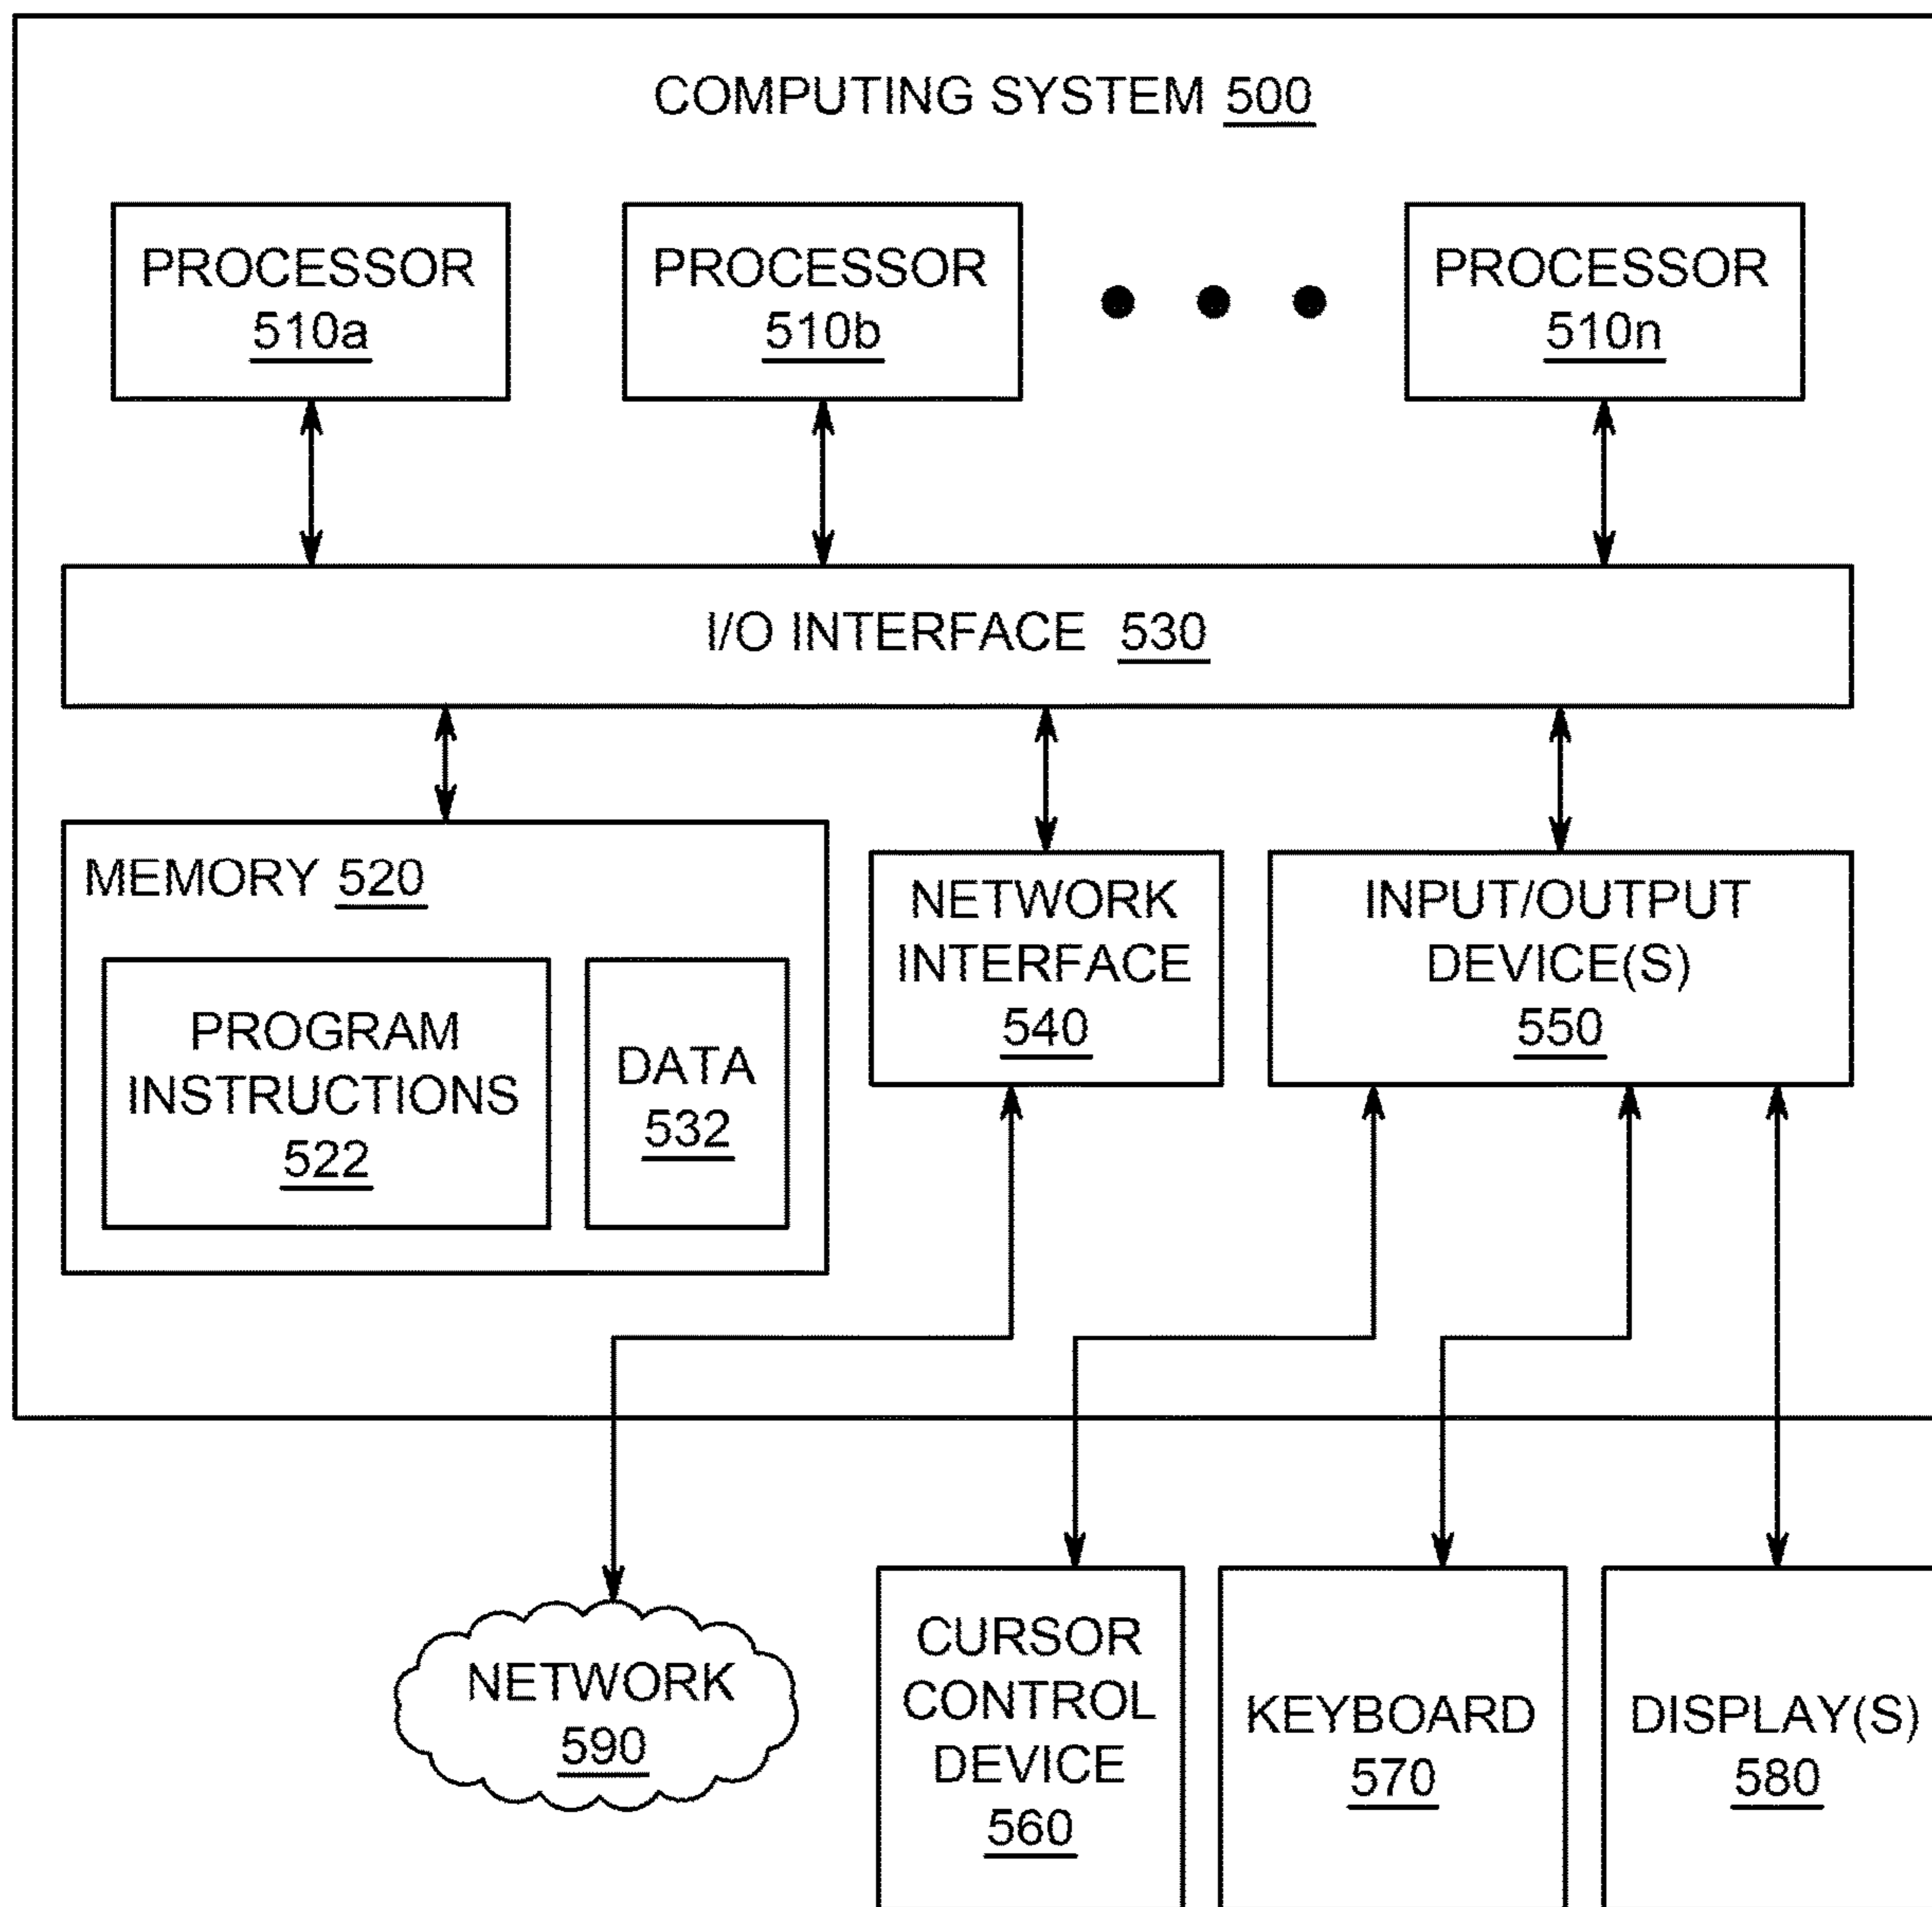 COMPUTING SYSTEM 500
PROCESSOR
510a
PROCESSOR
510b
PROCESSOR
510n
I/O INTERFACE 530
MEMORY 520
PROGRAM
INSTRUCTIONS
522
DATA
532
NETWORK
INTERFACE
540
INPUT/OUTPUT
DEVICE(S)
550
NETWORK
590
CURSOR
CONTROL
DEVICE
560
KEYBOARD
570
DISPLAY(S)
580